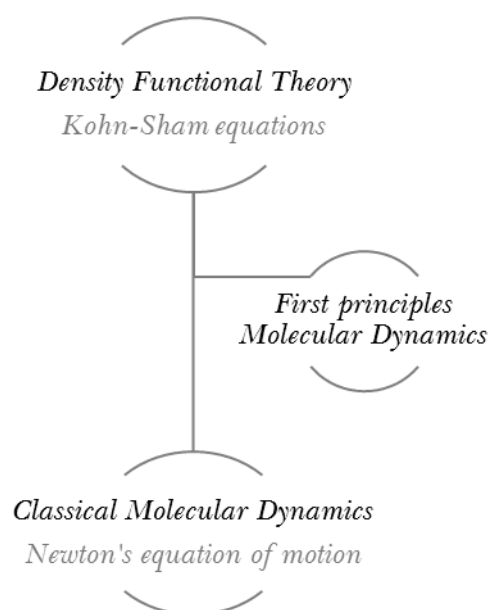 Density Functional Theory
Kohn-Sham equations
First principles
Molecular Dynamics
Classical Molecular Dynamics
Newton's equation of motion